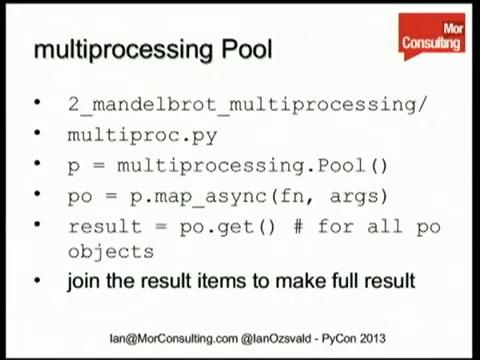 Mor
Consulting
multiprocessing Pool
• 2_mandelbrot_multiprocessing/
• multiproc.py
• p = multiprocessing.Pool()
• po = p.map_async(fn, args)
• result = po.get() # for all po
objects
• join the result items to make full result
Ian@MorConsulting.com @IanOzsvald - PyCon 2013